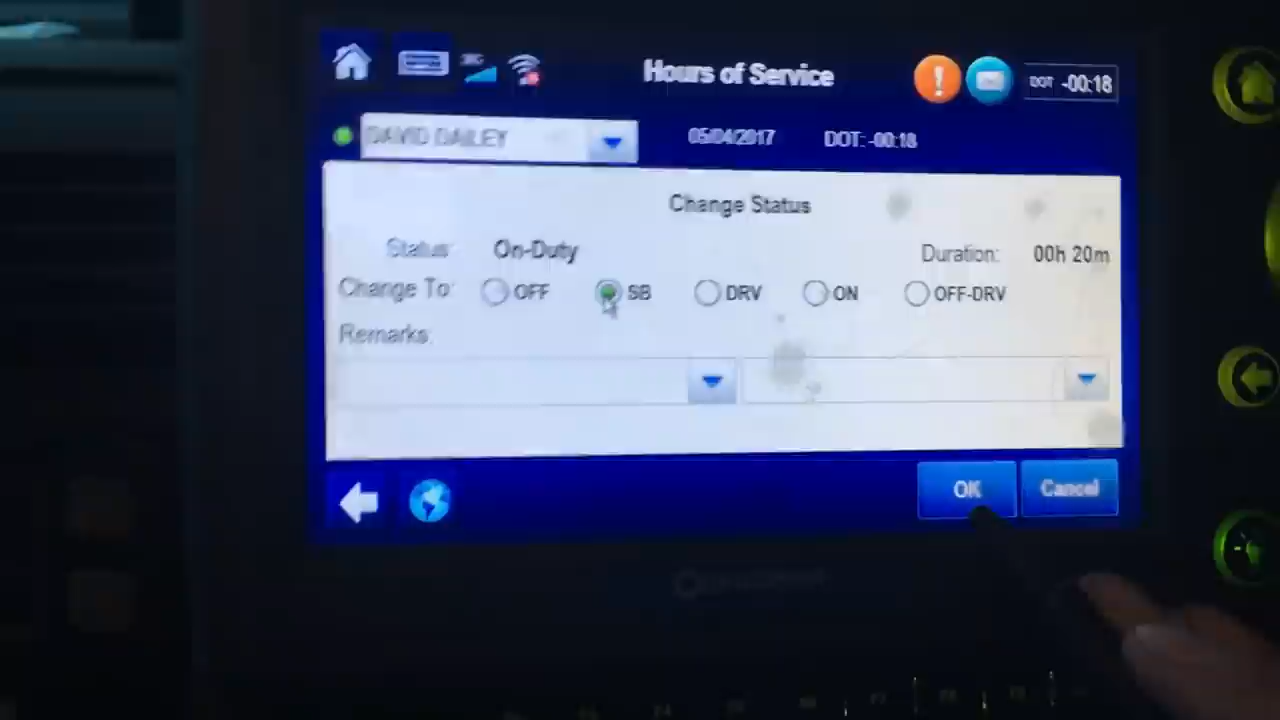 Hours of Service
DOT -00:18
DAVID DAILEY
05/04/2017
DOT: -00:18
Change Status
Status: On-Duty
Duration: 00h 20m
Change To: OFF SB DRV ON OFF-DRV
Remarks:
OK Cancel